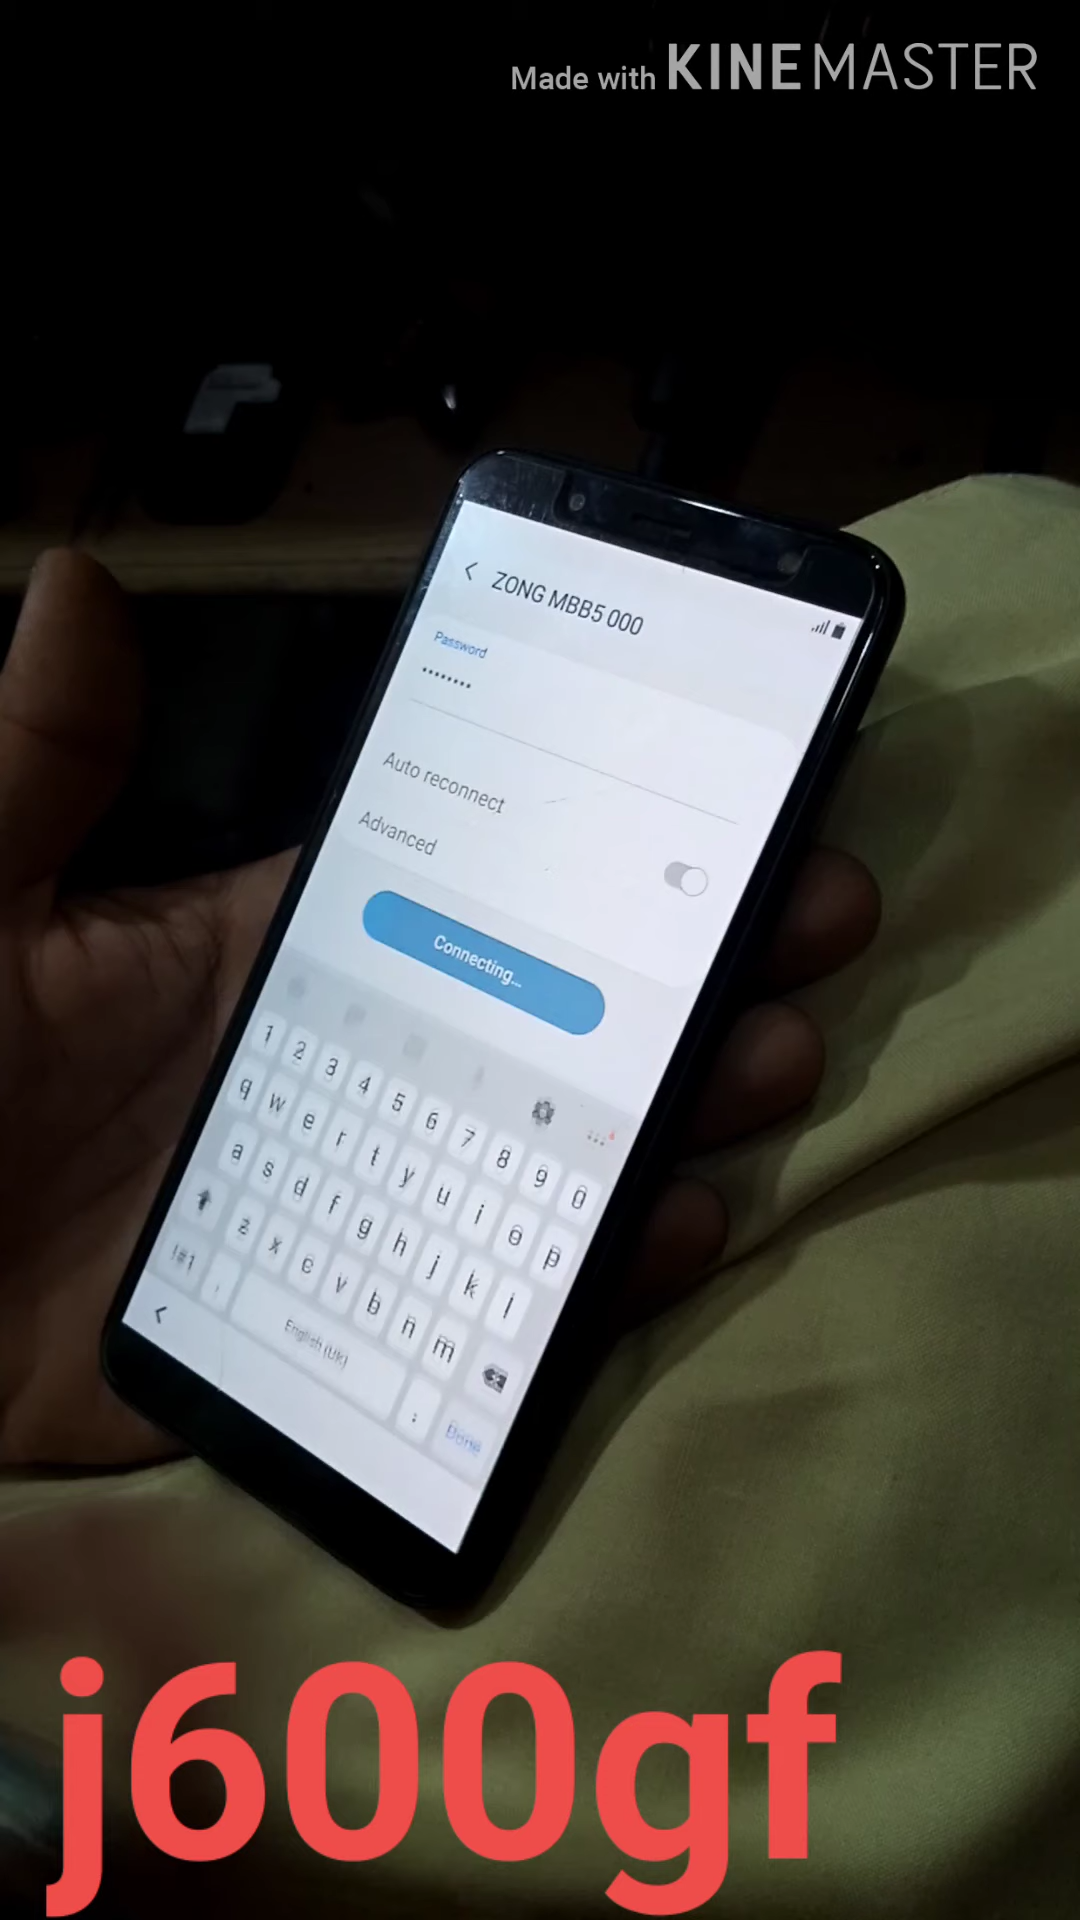 Made with KINEMASTER
ZONG MBB5 000
Password
••••••••
Auto reconnect
Advanced
Connecting...
1 2 3 4 5 6 7 8 9 0
q w e r t y u i o p
a s d f g h j k l
z x c v b n m
!#1 , English (UK) . Done
j600gf